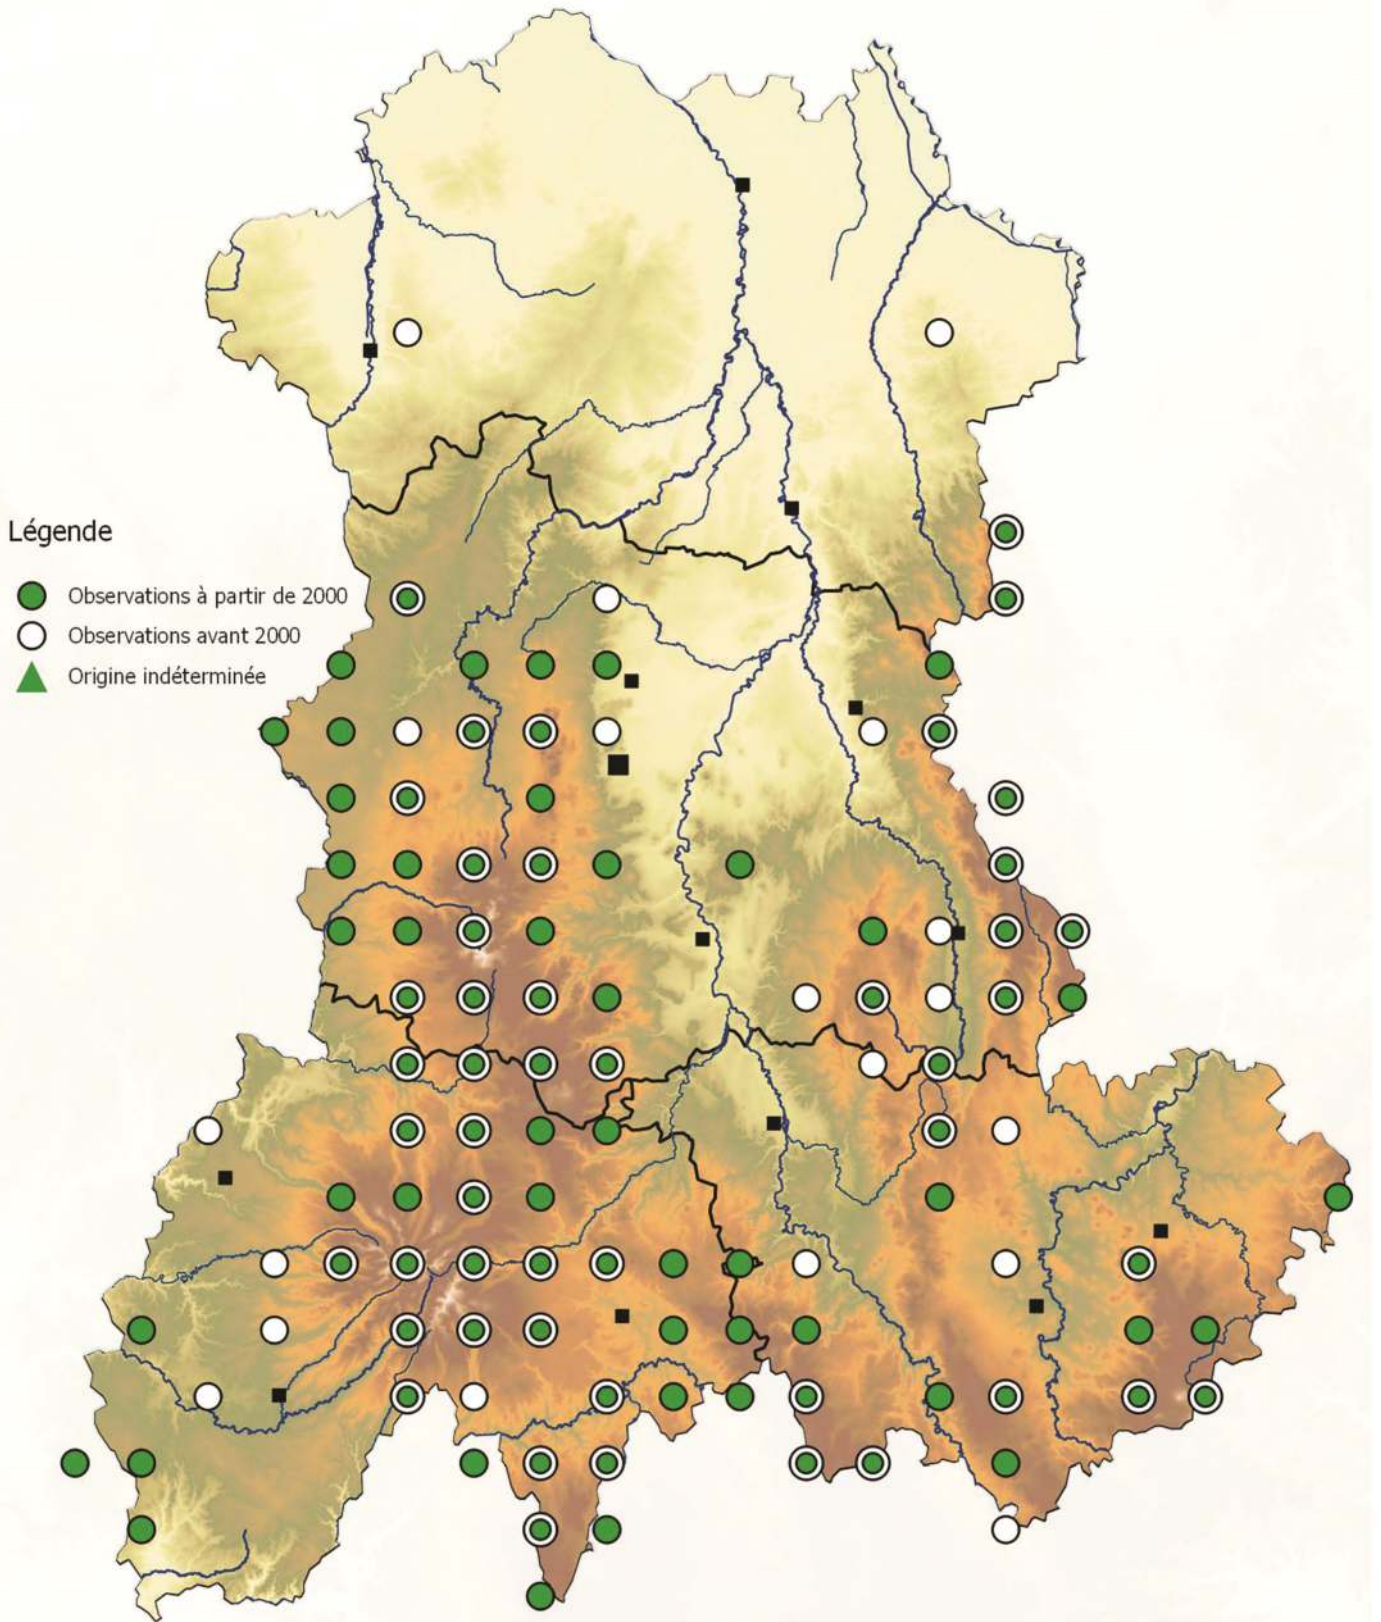 Légende
Observations à partir de 2000
Observations avant 2000
Origine indéterminée